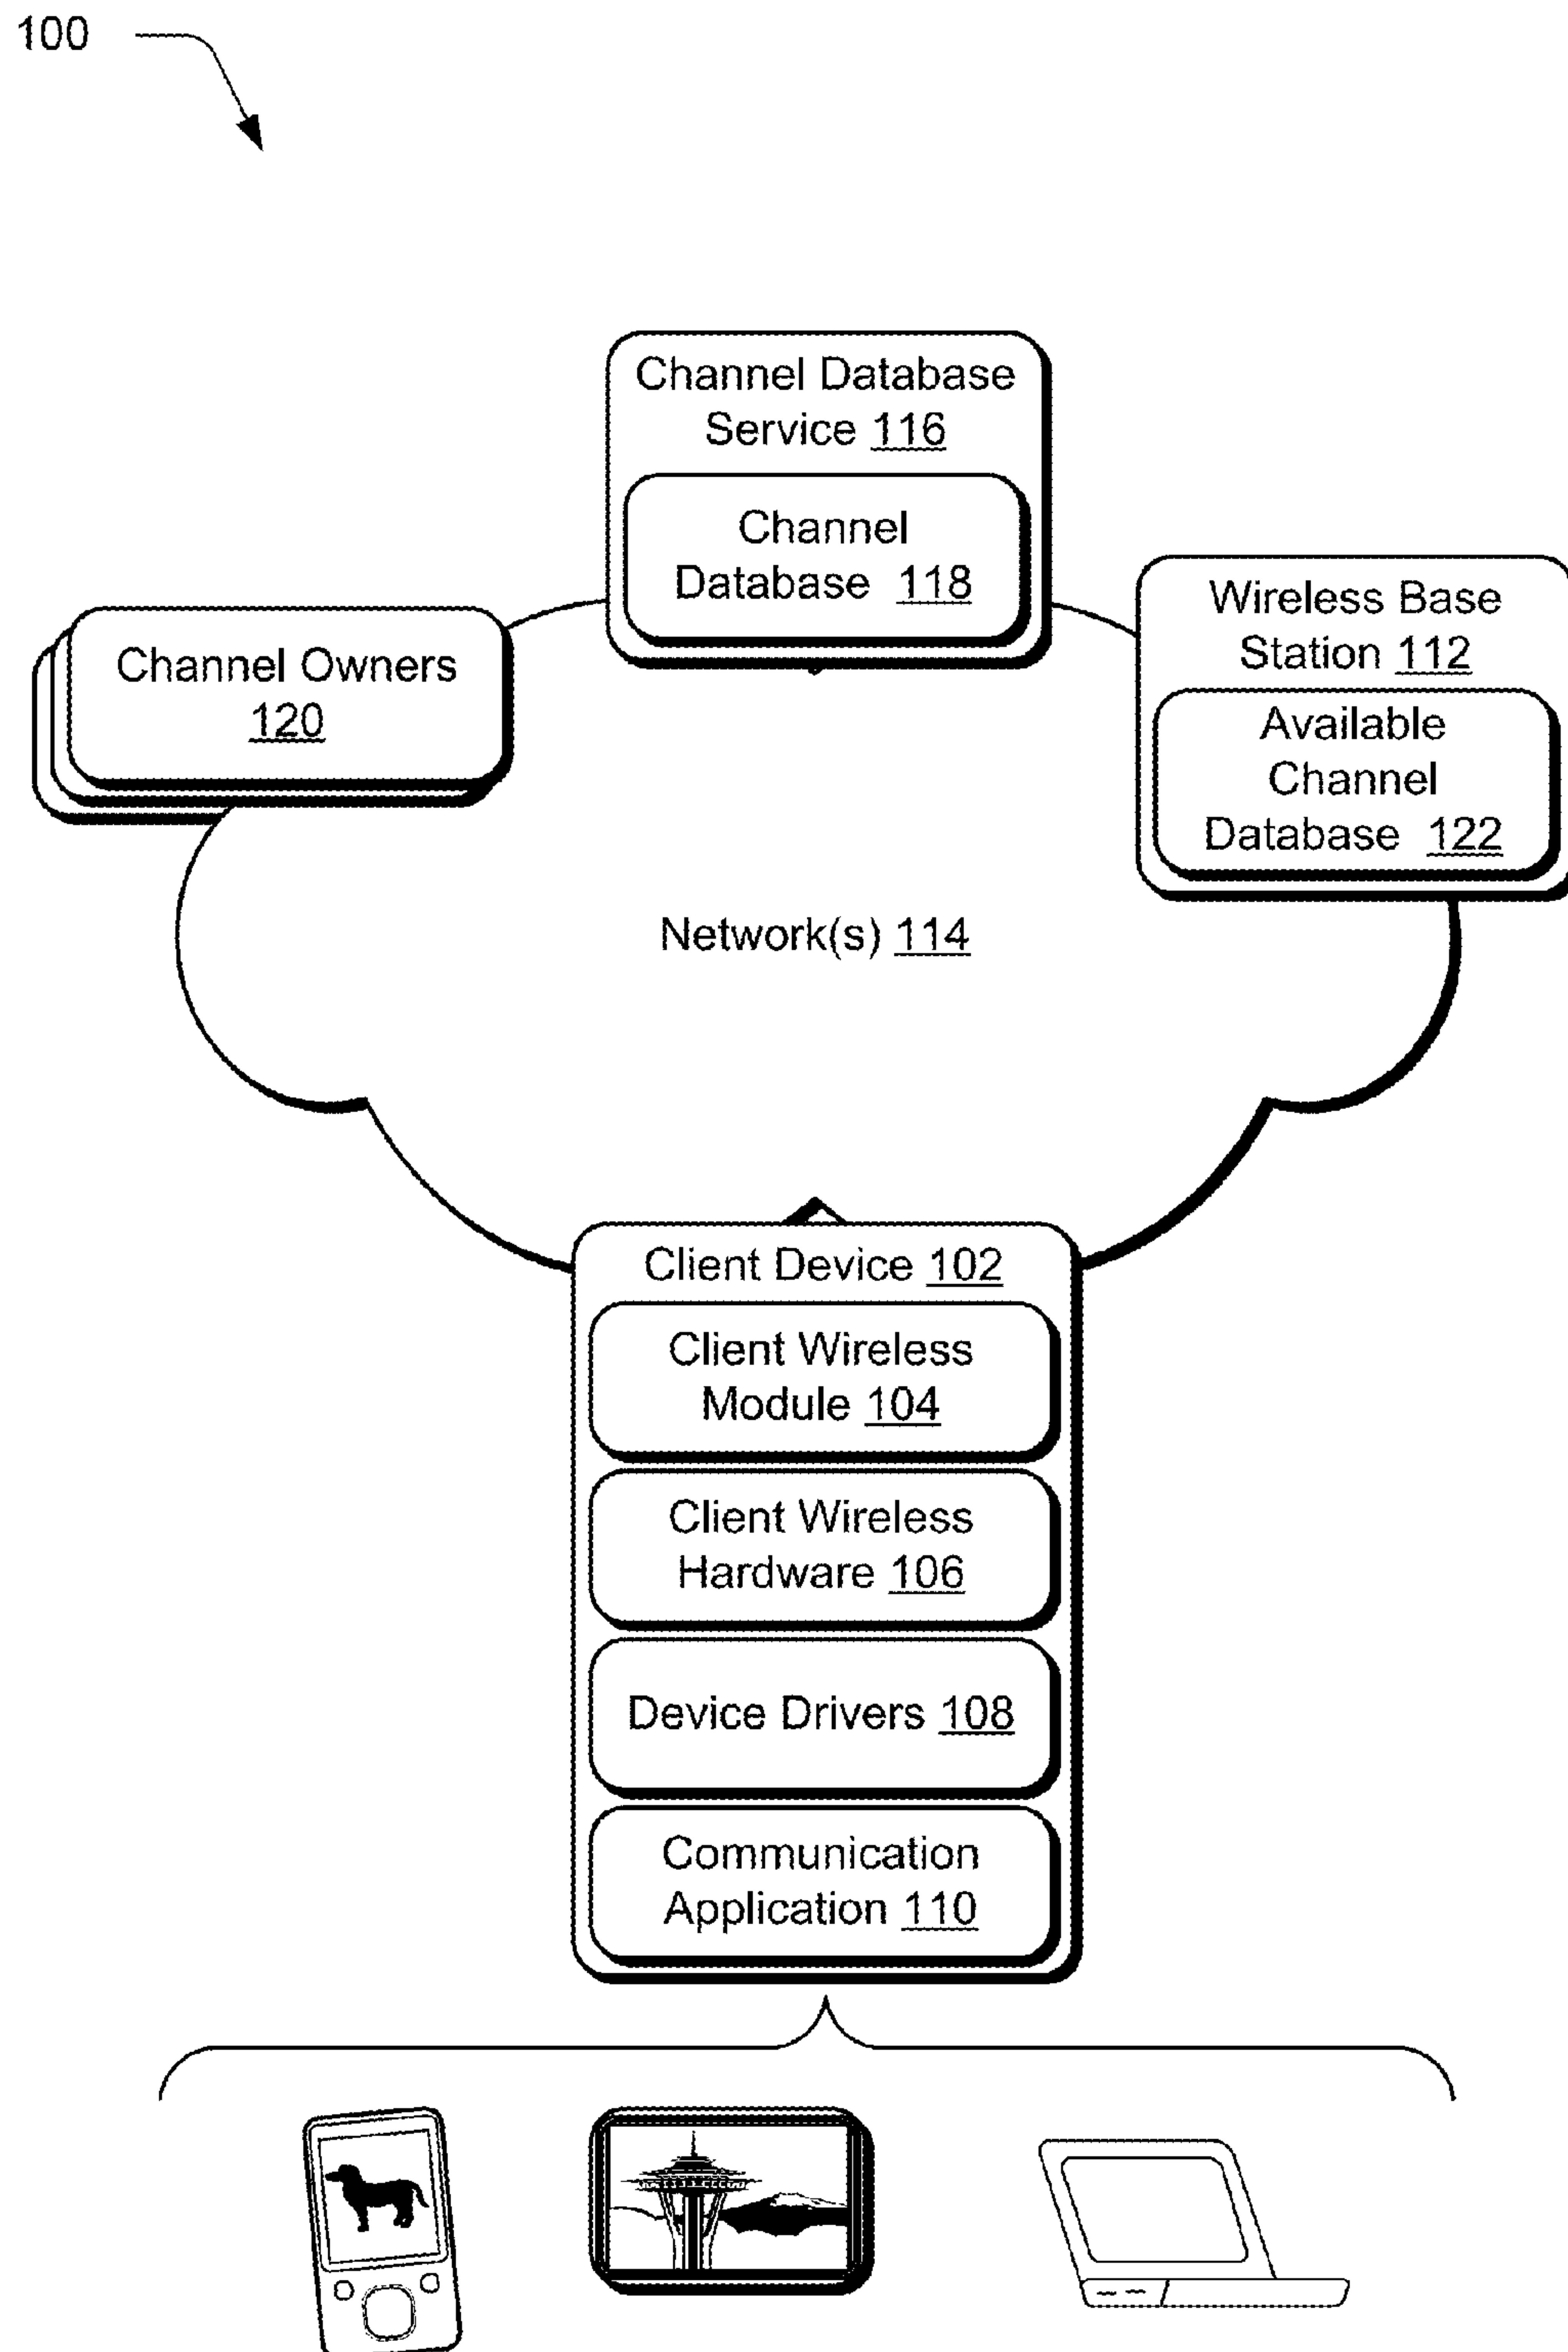 100
Channel Database
Service 116
Channel
Database 118
Channel Owners
120
Wireless Base
Station 112
Available
Channel
Database 122
Network(s) 114
Client Device 102
Client Wireless
Module 104
Client Wireless
Hardware 106
Device Drivers 108
Communication
Application 110